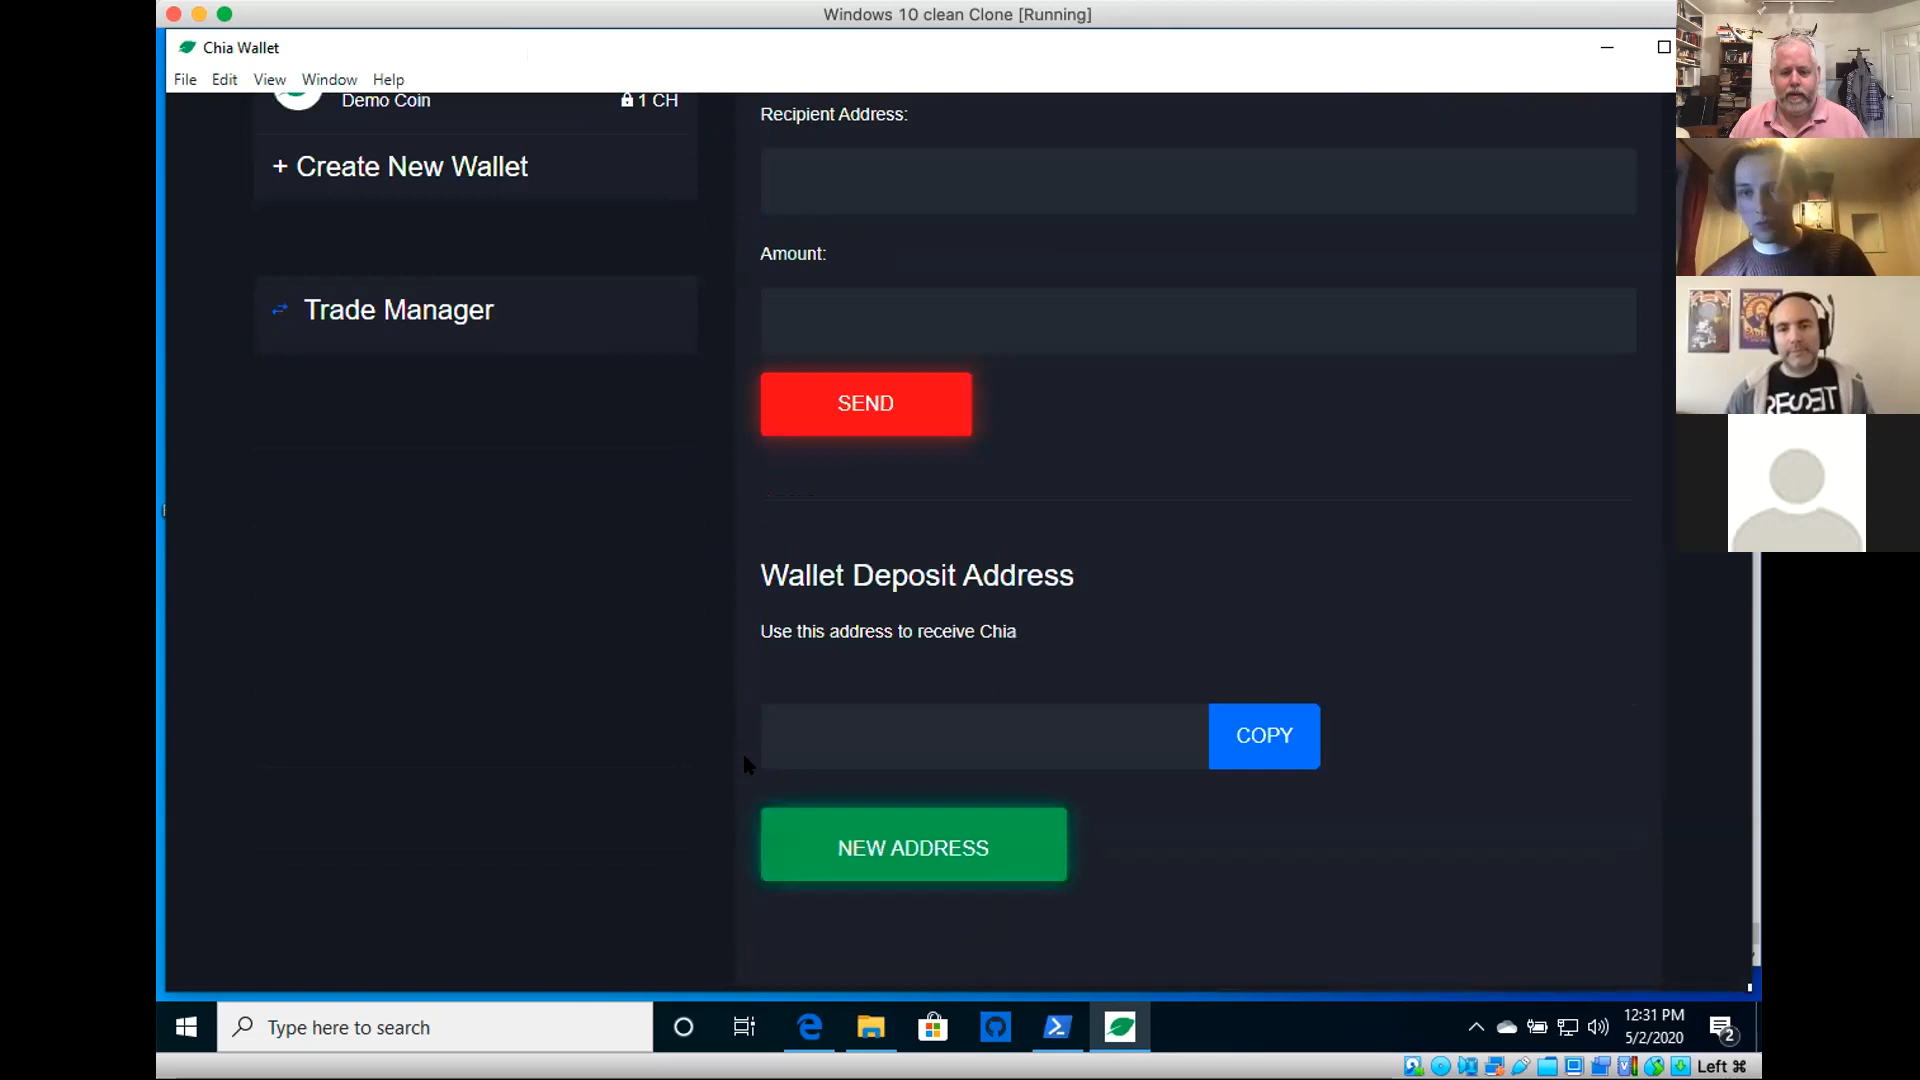 Windows 10 clean Clone [Running]
Chia Wallet
File Edit View Window Help
Demo Coin
1 CH
+ Create New Wallet
Trade Manager
Recipient Address:
Amount:
SEND
Wallet Deposit Address
Use this address to receive Chia
COPY
NEW ADDRESS
Type here to search
12:31 PM
5/2/2020
2
Left ⌘